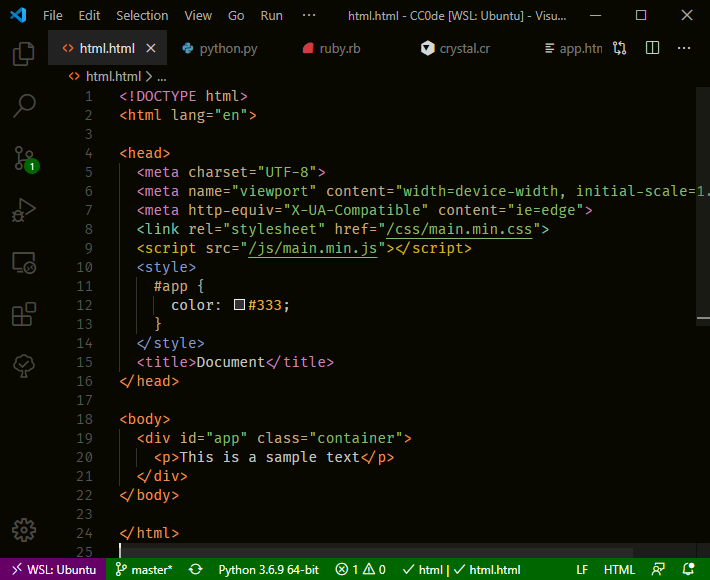 File Edit Selection View Go Run ··· html.html - CC0de [WSL: Ubuntu] - Visu...
html.html python.py ruby.rb crystal.cr app.htm ···
html.html > ...
1 <!DOCTYPE html>
2 <html lang="en">
3
4 <head>
5 <meta charset="UTF-8">
6 <meta name="viewport" content="width=device-width, initial-scale=1.
7 <meta http-equiv="X-UA-Compatible" content="ie=edge">
8 <link rel="stylesheet" href="/css/main.min.css">
9 <script src="/js/main.min.js"></script>
10 <style>
11 #app {
12 color: #333;
13 }
14 </style>
15 <title>Document</title>
16 </head>
17
18 <body>
19 <div id="app" class="container">
20 <p>This is a sample text</p>
21 </div>
22 </body>
23
24 </html>
25
1
WSL: Ubuntu master* Python 3.6.9 64-bit 1 0 html | html.html LF HTML